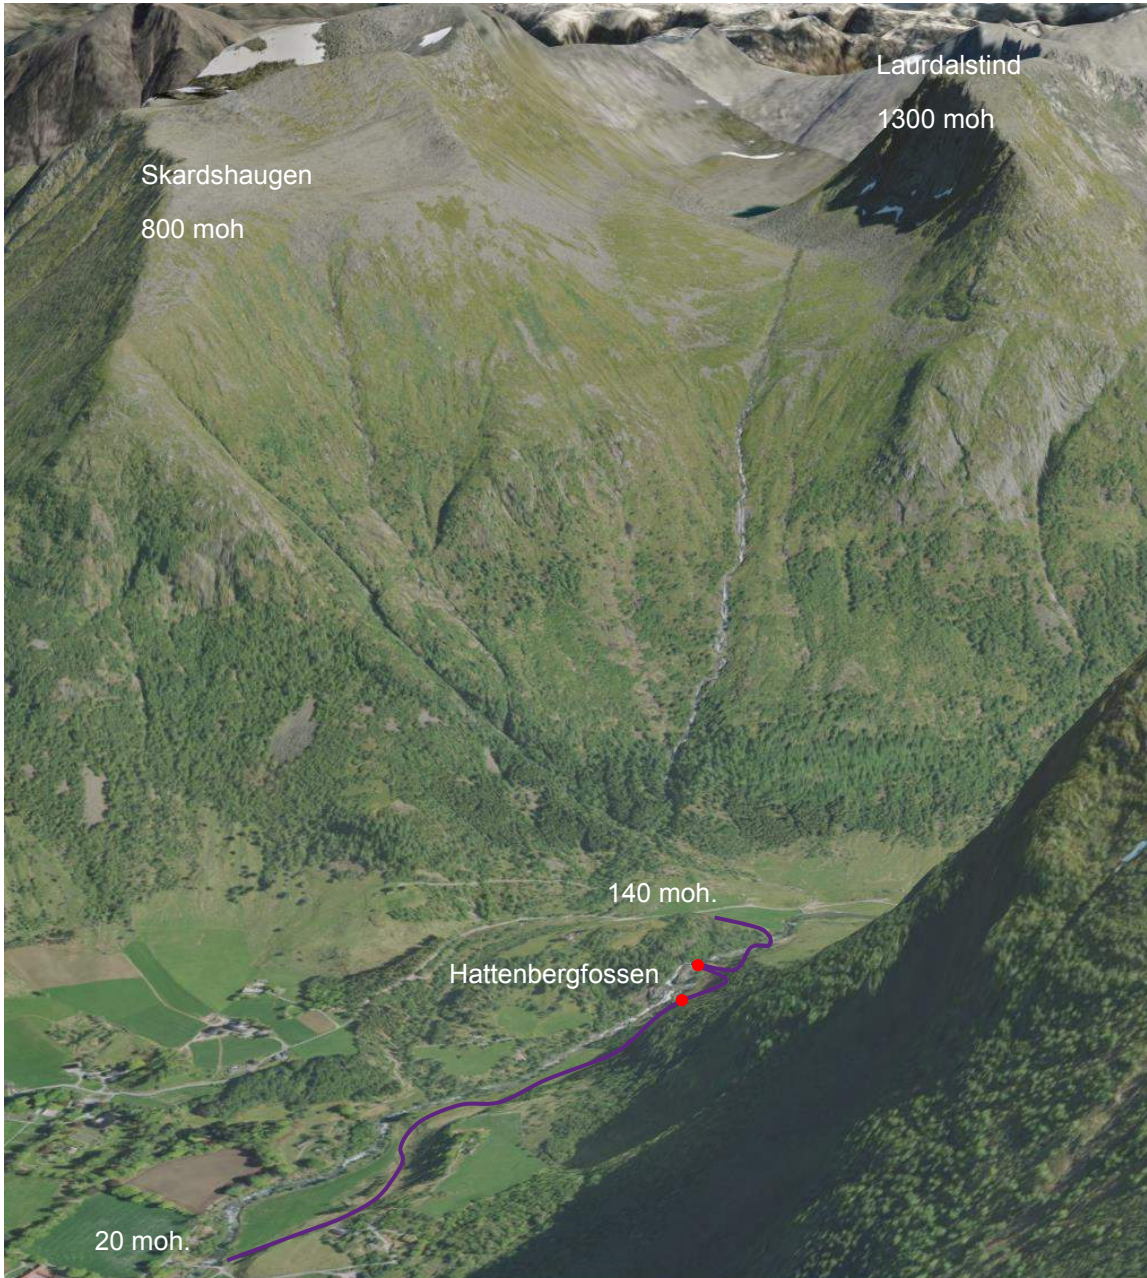 Laurdalstind
1300 moh
Skardshaugen
800 moh
140 moh.
Hattenbergfossen
20 moh.